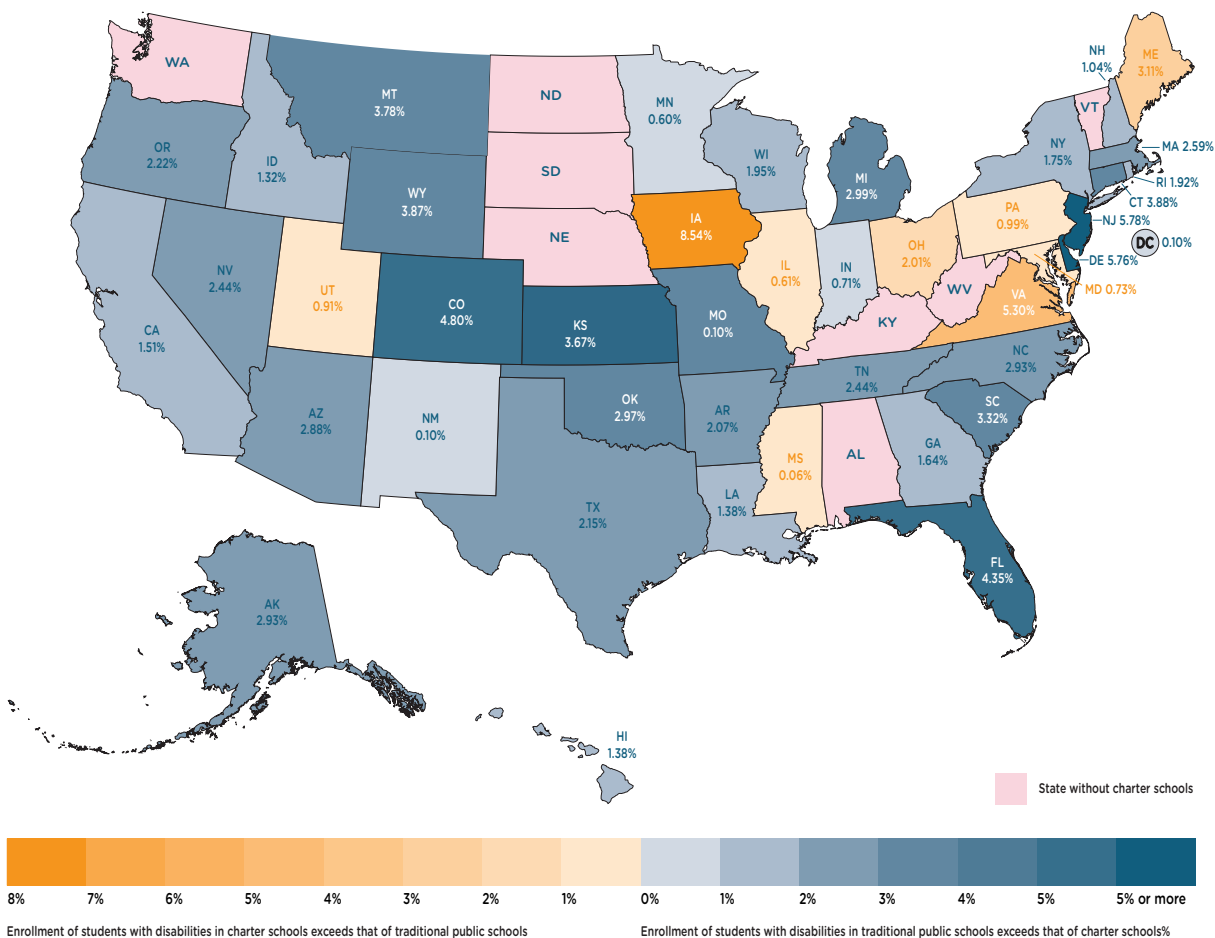 WA
MT
3.78%
ND
MN
0.60%
NH
1.04%
ME
3.11%
VT
OR
2.22%
ID
1.32%
WY
3.87%
SD
WI
1.95%
MI
2.99%
NY
1.75%
MA 2.59%
RI 1.92%
CT 3.88%
NJ 5.78%
DC 0.10%
DE 5.76%
MD 0.73%
NE
IA
8.54%
PA
0.99%
NV
2.44%
UT
0.91%
CO
4.80%
KS
3.67%
MO
0.10%
IL
0.61%
IN
0.71%
OH
2.01%
WV
VA
5.30%
KY
CA
1.51%
AZ
2.88%
NM
0.10%
OK
2.97%
AR
2.07%
TN
2.44%
NC
2.93%
SC
3.32%
MS
0.06%
AL
GA
1.64%
TX
2.15%
LA
1.38%
FL
4.35%
AK
2.93%
HI
1.38%
State without charter schools
8% 7% 6% 5% 4% 3% 2% 1% 0% 1% 2% 3% 4% 5% 5% or more
Enrollment of students with disabilities in charter schools exceeds that of traditional public schools
Enrollment of students with disabilities in traditional public schools exceeds that of charter schools%